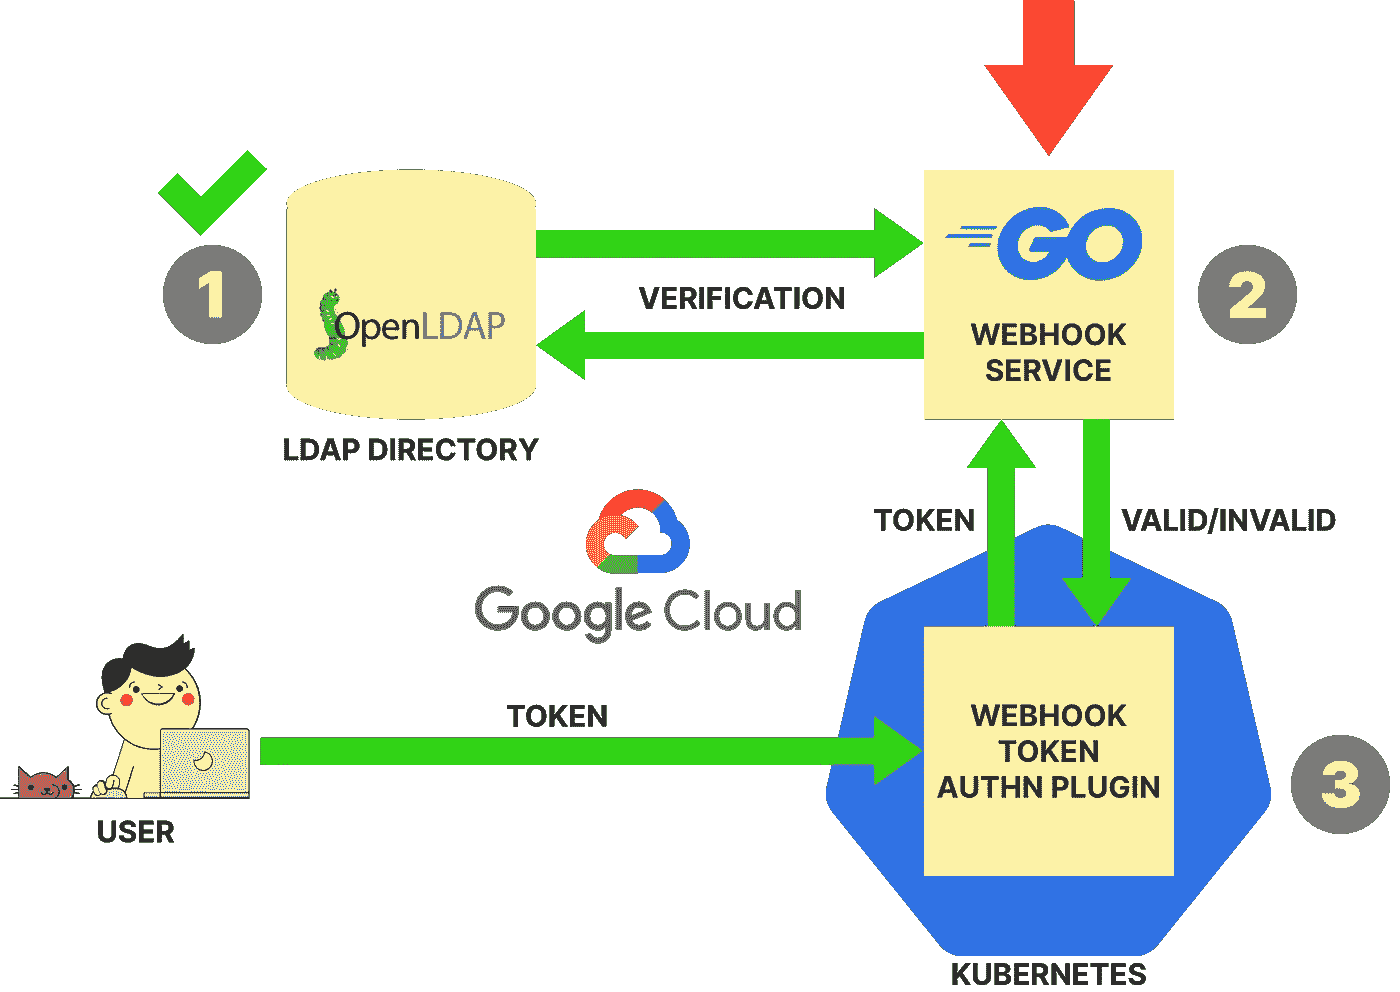 GO
1
2
VERIFICATION
OpenLDAP
WEBHOOK
SERVICE
LDAP DIRECTORY
TOKEN
VALID/INVALID
Google Cloud
TOKEN
WEBHOOK
TOKEN
AUTHN PLUGIN
3
USER
KUBERNETES